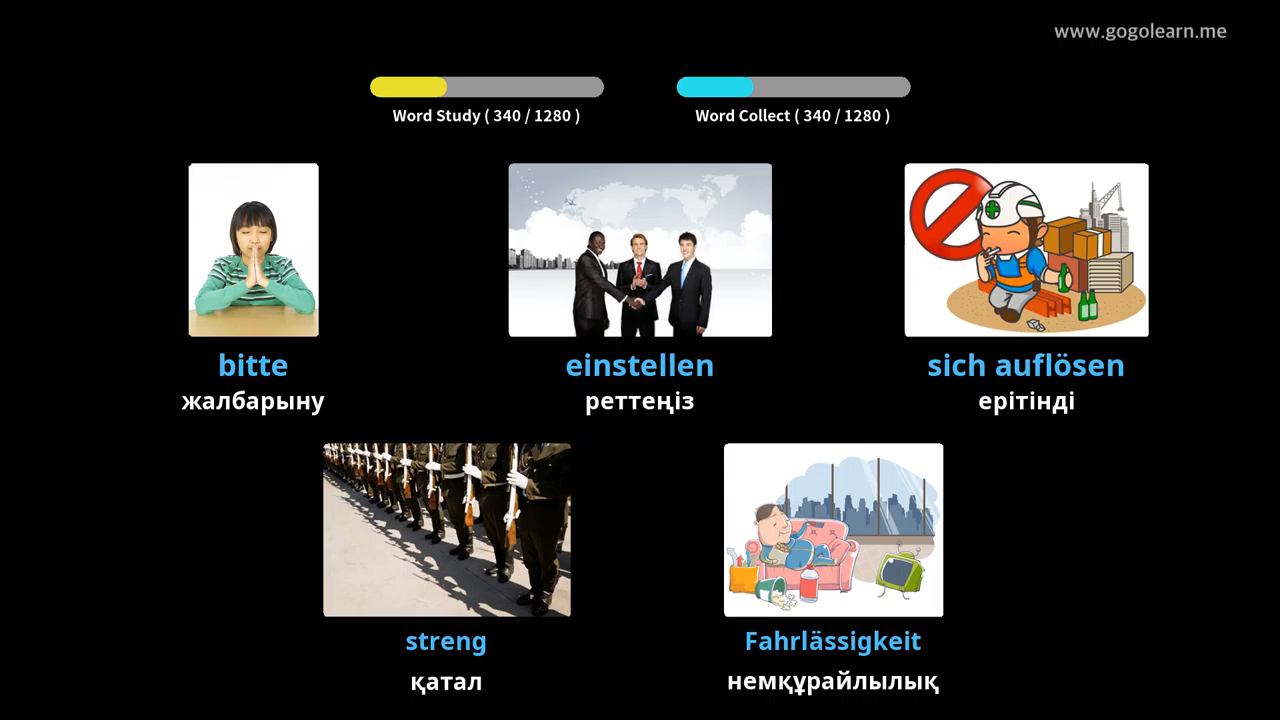 www.gogolearn.me
Word Study ( 340 / 1280 )
Word Collect ( 340 / 1280 )
bitte
жалбарыну
einstellen
реттеңіз
sich auflösen
ерітінді
streng
қатал
Fahrlässigkeit
немқұрайлылық